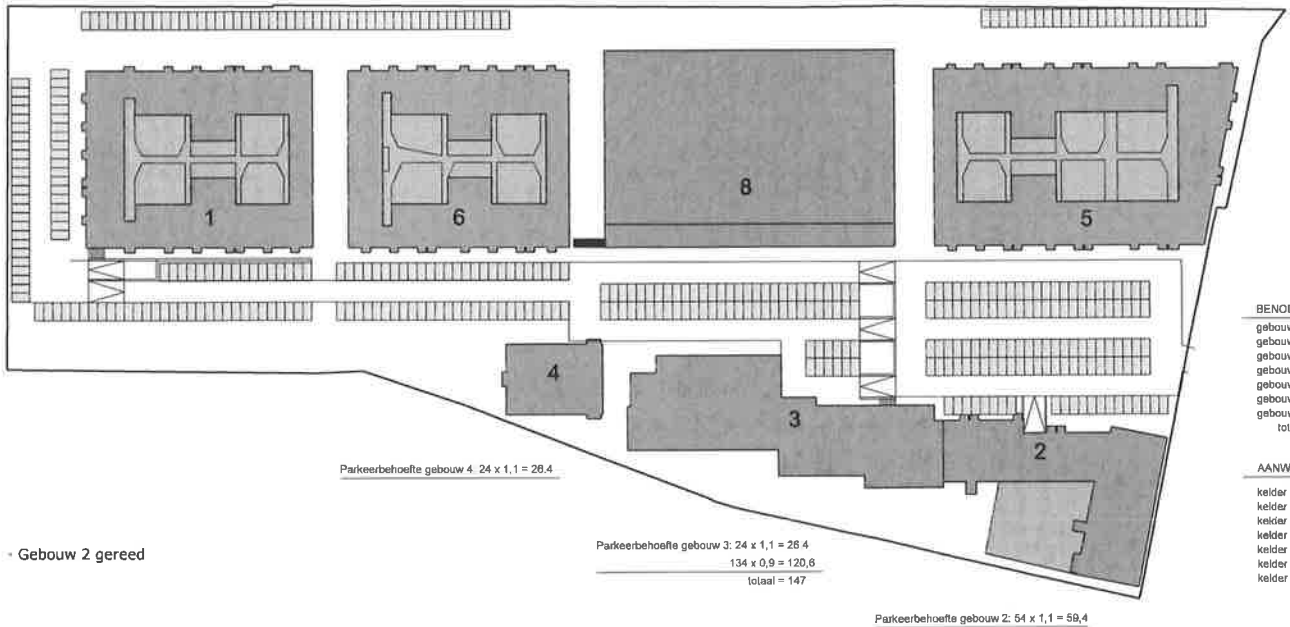 1
6
8
5
4
3
2
Parkeerbehoefte gebouw 4: 24 x 1,1 = 26.4
• Gebouw 2 gereed
Parkeerbehoefte gebouw 3: 24 x 1,1 = 26.4
134 x 0,9 = 120,6
totaal = 147
Parkeerbehoefte gebouw 2: 54 x 1,1 = 59,4
BENOD
gebouw
gebouw
gebouw
gebouw
gebouw
gebouw
gebouw
tot
AANW
kelder
kelder
kelder
kelder
kelder
kelder
kelder